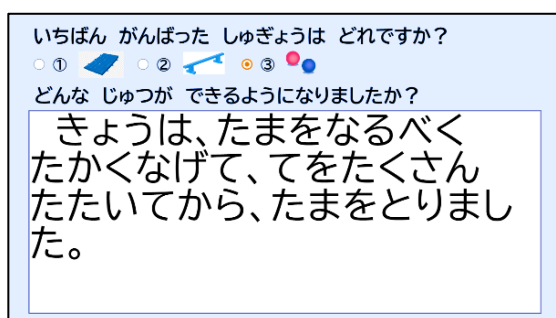 いちばん がんばった しゅぎょうは どれですか?
① ② ③
どんな じゅつが できるようになりましたか?
きょうは、たまをなるべく
たかくなげて、てをたくさん
たたいてから、たまをとりまし
た。